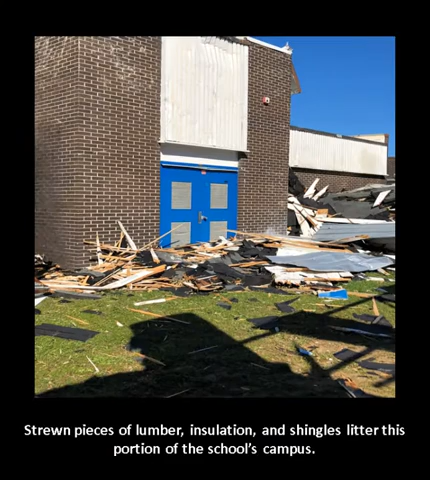 Strewn pieces of lumber, insulation, and shingles litter this
portion of the school’s campus.